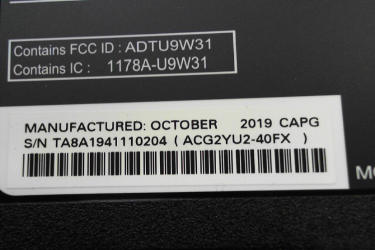 Contains FCC ID : ADTU9W31
Contains IC : 1178A-U9W31
MANUFACTURED: OCTOBER 2019 CAPG
S/N TA8A1941110204 ( ACG2YU2-40FX )